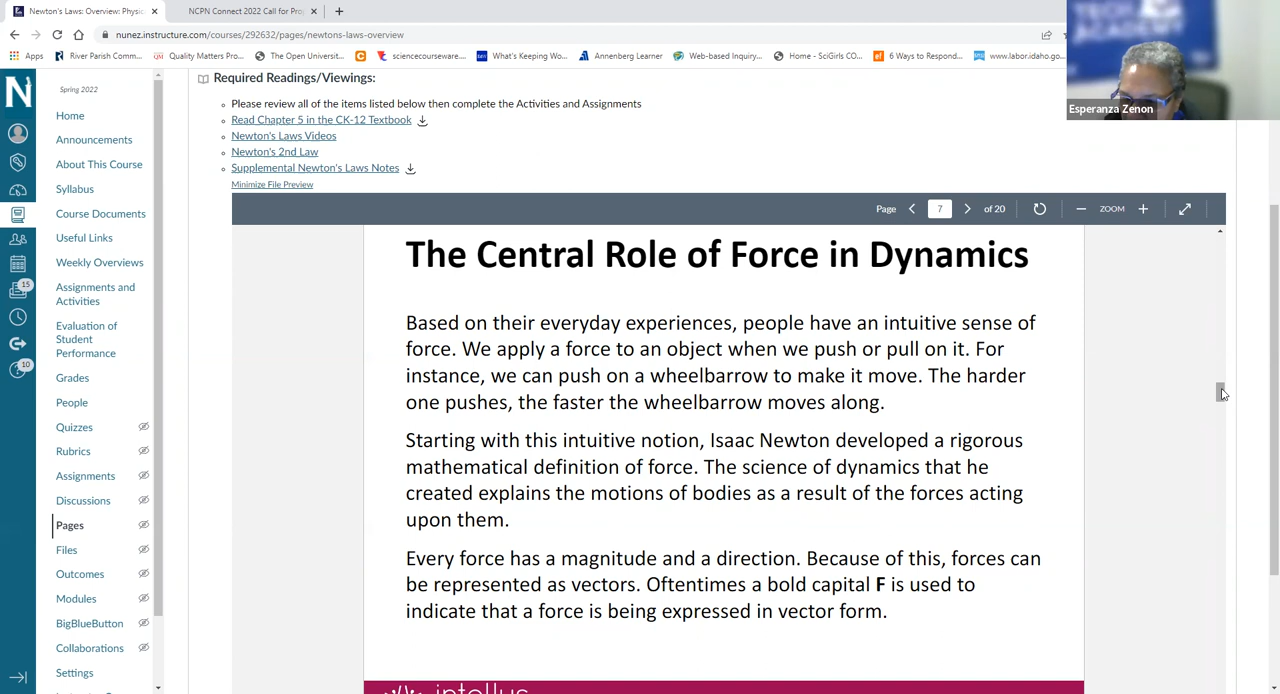 Newton's Laws: Overview: Physi
NCPN Connect 2022 Call for Pro
nunez.instructure.com/courses/292632/pages/newtons-laws-overview
Apps
River Parish Comm...
Quality Matters Pro...
The Open Universit...
sciencecourseware...
What's Keeping Wo...
Annenberg Learner
Web-based Inquiry...
Home - SciGirls CO...
6 Ways to Respond...
www.labor.idaho.go...
TECH
ACADEMY
Esperanza Zenon
N
15
10
Spring 2022
Home
Announcements
About This Course
Syllabus
Course Documents
Useful Links
Weekly Overviews
Assignments and
Activities
Evaluation of
Student
Performance
Grades
People
Quizzes
Rubrics
Assignments
Discussions
Pages
Files
Outcomes
Modules
BigBlueButton
Collaborations
Settings
Required Readings/Viewings:
Please review all of the items listed below then complete the Activities and Assignments
Read Chapter 5 in the CK-12 Textbook
Newton's Laws Videos
Newton's 2nd Law
Supplemental Newton's Laws Notes
Minimize File Preview
Page 7 of 20 ZOOM
The Central Role of Force in Dynamics
Based on their everyday experiences, people have an intuitive sense of
force. We apply a force to an object when we push or pull on it. For
instance, we can push on a wheelbarrow to make it move. The harder
one pushes, the faster the wheelbarrow moves along.
Starting with this intuitive notion, Isaac Newton developed a rigorous
mathematical definition of force. The science of dynamics that he
created explains the motions of bodies as a result of the forces acting
upon them.
Every force has a magnitude and a direction. Because of this, forces can
be represented as vectors. Oftentimes a bold capital F is used to
indicate that a force is being expressed in vector form.
intellus